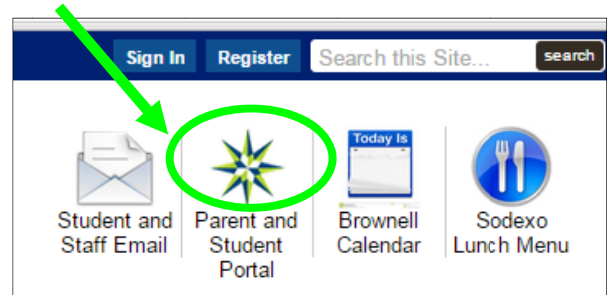 Sign In Register Search this Site... search
Today Is
Student and
Staff Email
Parent and
Student
Portal
Brownell
Calendar
Sodexo
Lunch Menu